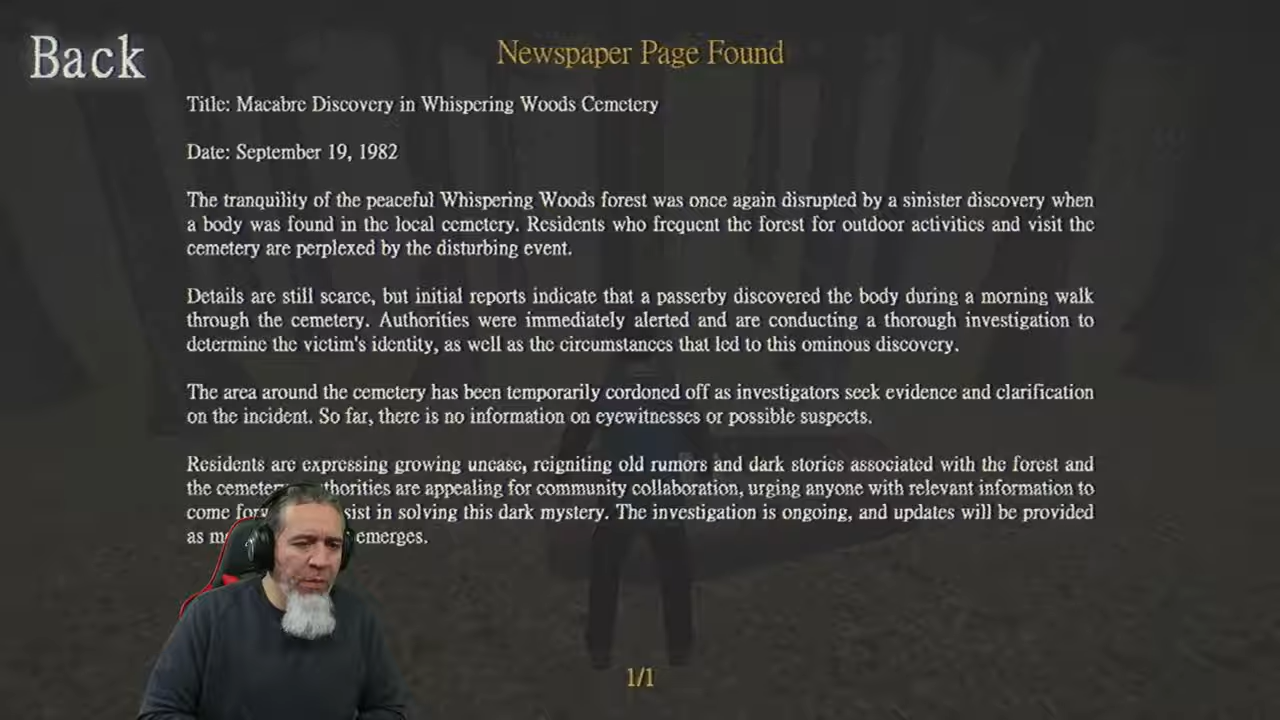 Back
Newspaper Page Found
Title: Macabre Discovery in Whispering Woods Cemetery
Date: September 19, 1982
The tranquility of the peaceful Whispering Woods forest was once again disrupted by a sinister discovery when
a body was found in the local cemetery. Residents who frequent the forest for outdoor activities and visit the
cemetery are perplexed by the disturbing event.
Details are still scarce, but initial reports indicate that a passerby discovered the body during a morning walk
through the cemetery. Authorities were immediately alerted and are conducting a thorough investigation to
determine the victim's identity, as well as the circumstances that led to this ominous discovery.
The area around the cemetery has been temporarily cordoned off as investigators seek evidence and clarification
on the incident. So far, there is no information on eyewitnesses or possible suspects.
Residents are expressing growing unease, reigniting old rumors and dark stories associated with the forest and
the are appealing for community collaboration, urging anyone with relevant information to
come in solving this dark mystery. The investigation is ongoing, and updates will be provided
as emerges.
1/1